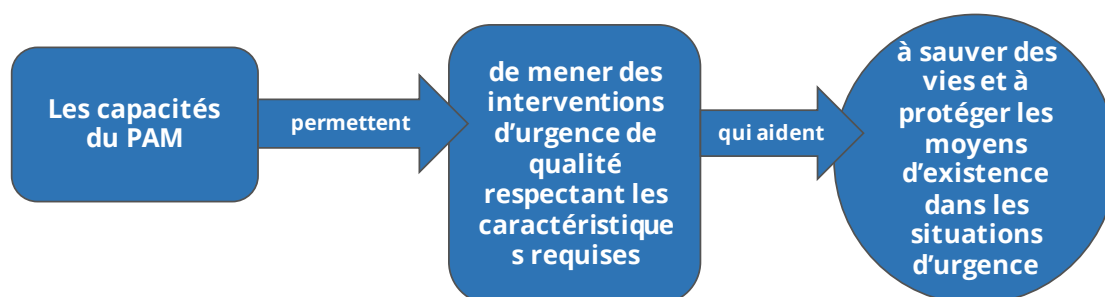 Les capacités
du PAM
permettent
de mener des
interventions
d'urgence de
qualité
respectant les
caractéristique
s requises
qui aident
à sauver des
vies et à
protéger les
moyens
d'existence
dans les
situations
d'urgence